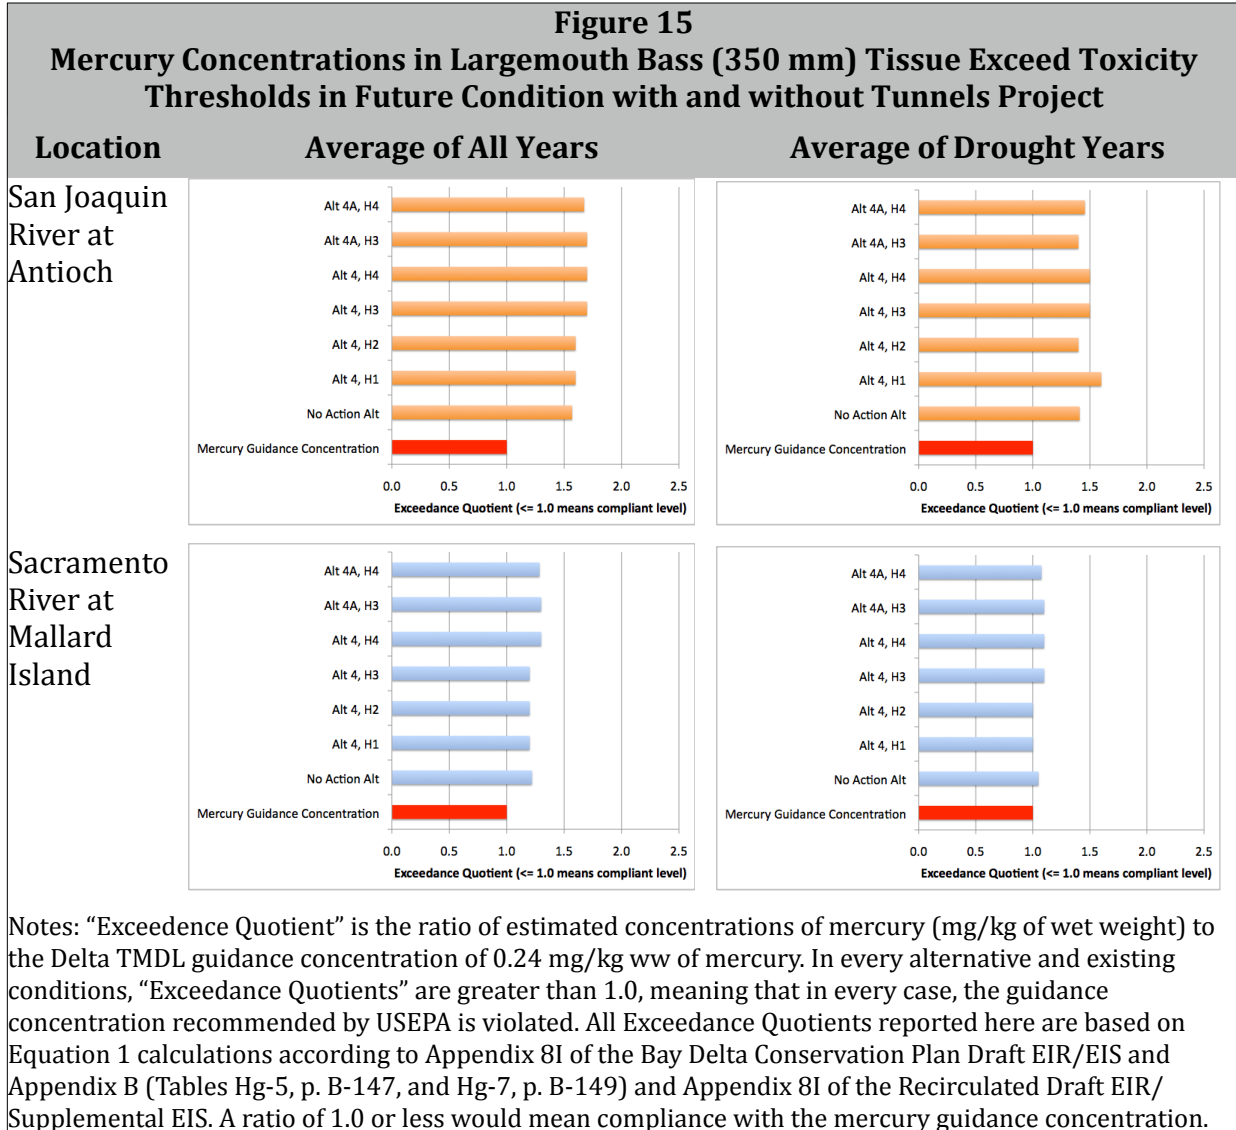 Figure 15
Mercury Concentrations in Largemouth Bass (350 mm) Tissue Exceed Toxicity
Thresholds in Future Condition with and without Tunnels Project
Location
Average of All Years
Average of Drought Years
San Joaquin
River at
Antioch
Alt 4A, H4
Alt 4A, H3
Alt 4, H4
Alt 4, H3
Alt 4, H2
Alt 4, H1
No Action Alt
Mercury Guidance Concentration
0.0 0.5 1.0 1.5 2.0 2.5
Exceedance Quotient (<= 1.0 means compliant level)
Alt 4A, H4
Alt 4A, H3
Alt 4, H4
Alt 4, H3
Alt 4, H2
Alt 4, H1
No Action Alt
Mercury Guidance Concentration
0.0 0.5 1.0 1.5 2.0 2.5
Exceedance Quotient (<= 1.0 means compliant level)
Sacramento
River at
Mallard
Island
Alt 4A, H4
Alt 4A, H3
Alt 4, H4
Alt 4, H3
Alt 4, H2
Alt 4, H1
No Action Alt
Mercury Guidance Concentration
0.0 0.5 1.0 1.5 2.0 2.5
Exceedance Quotient (<= 1.0 means compliant level)
Alt 4A, H4
Alt 4A, H3
Alt 4, H4
Alt 4, H3
Alt 4, H2
Alt 4, H1
No Action Alt
Mercury Guidance Concentration
0.0 0.5 1.0 1.5 2.0 2.5
Exceedance Quotient (<= 1.0 means compliant level)
Notes: “Exceedence Quotient” is the ratio of estimated concentrations of mercury (mg/kg of wet weight) to
the Delta TMDL guidance concentration of 0.24 mg/kg ww of mercury. In every alternative and existing
conditions, “Exceedance Quotients” are greater than 1.0, meaning that in every case, the guidance
concentration recommended by USEPA is violated. All Exceedance Quotients reported here are based on
Equation 1 calculations according to Appendix 8I of the Bay Delta Conservation Plan Draft EIR/EIS and
Appendix B (Tables Hg-5, p. B-147, and Hg-7, p. B-149) and Appendix 8I of the Recirculated Draft EIR/
Supplemental EIS. A ratio of 1.0 or less would mean compliance with the mercury guidance concentration.